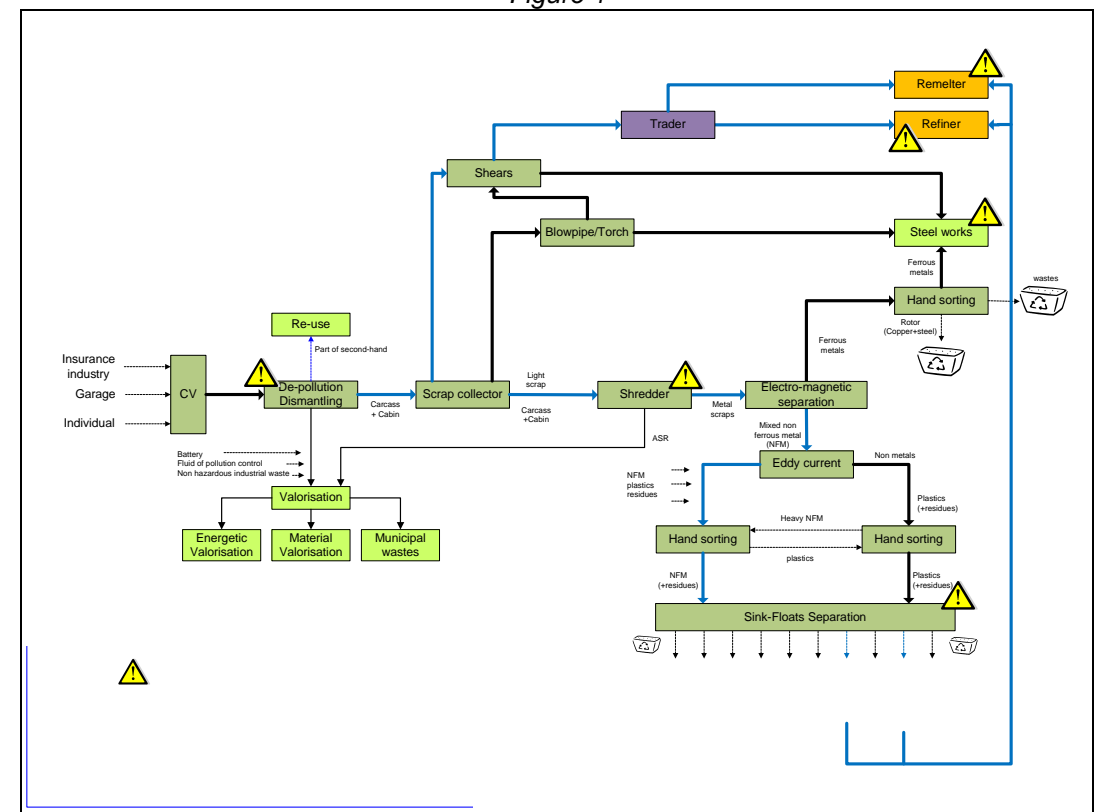 Figure 1
Remelter
Trader
Refiner
Shears
Blowpipe/Torch
Steel works
Ferrous
metals
wastes
Hand sorting
Rotor
(Copper+steel)
Re-use
Part of second-hand
Ferrous
metals
Insurance
industry
Garage
Individual
CV
De-pollution
Dismantling
Carcass
+ Cabin
Scrap collector
Light
scrap
Carcass
+Cabin
Shredder
Metal
scraps
Electro-magnetic
separation
ASR
Mixed non
ferrous metal
(NFM)
Non metals
Eddy current
Battery
Fluid of pollution control
Non hazardous industrial waste
NFM
plastics
residues
Plastics
(+residues)
Valorisation
Energetic
Valorisation
Material
Valorisation
Municipal
wastes
Heavy NFM
Hand sorting
Hand sorting
plastics
NFM
(+residues)
Plastics
(+residues)
Sink-Floats Separation